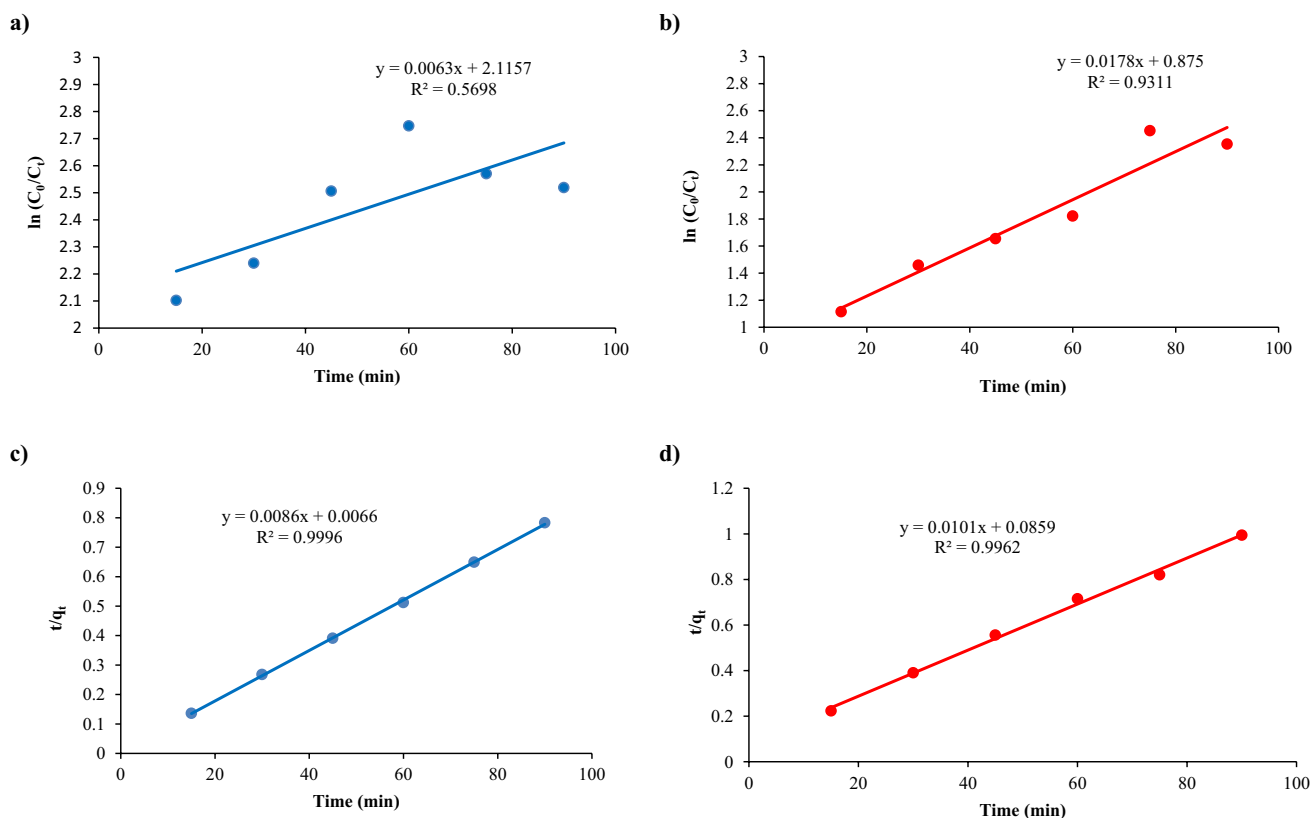 a)
y = 0.0063x + 2.1157
R² = 0.5698
ln (C₀/Cₜ)
3
2.9
2.8
2.7
2.6
2.5
2.4
2.3
2.2
2.1
2
0 20 40 60 80 100
Time (min)
b)
y = 0.0178x + 0.875
R² = 0.9311
ln (C₀/Cₜ)
3
2.8
2.6
2.4
2.2
2
1.8
1.6
1.4
1.2
1
0 20 40 60 80 100
Time (min)
c)
y = 0.0086x + 0.0066
R² = 0.9996
t/qₜ
0.9
0.8
0.7
0.6
0.5
0.4
0.3
0.2
0.1
0
0 20 40 60 80 100
Time (min)
d)
y = 0.0101x + 0.0859
R² = 0.9962
t/qₜ
1.2
1
0.8
0.6
0.4
0.2
0
0 20 40 60 80 100
Time (min)